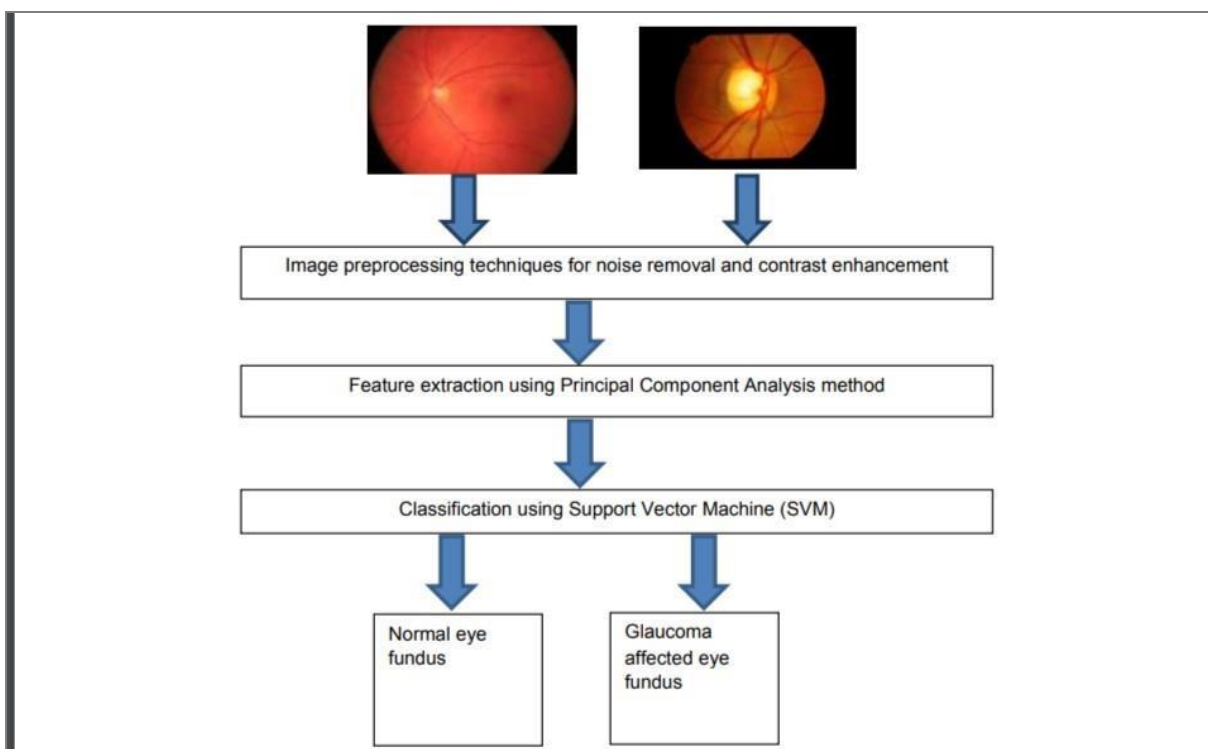 Image preprocessing techniques for noise removal and contrast enhancement
Feature extraction using Principal Component Analysis method
Classification using Support Vector Machine (SVM)
Normal eye
fundus
Glaucoma
affected eye
fundus